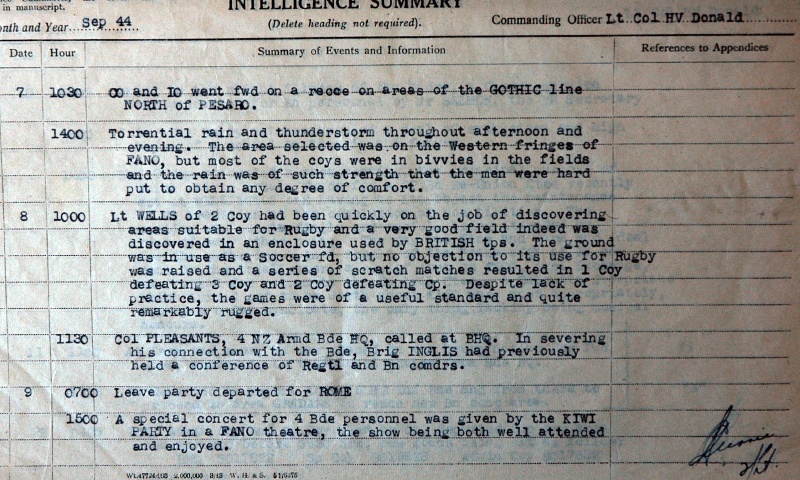 in manuscript.
INTELLIGENCE SUMMARY
(Delete heading not required).
Month and Year Sep 44
Commanding Officer Lt Col HV Donald
Date Hour Summary of Events and Information References to Appendices
7 1030 CO and IO went fwd on a recce on areas of the GOTHIC line
NORTH of PESARO.
1400 Torrential rain and thunderstorm throughout afternoon and
evening. The area selected was on the Western fringes of
FANO, but most of the coys were in bivvies in the fields
and the rain was of such strength that the men were hard
put to obtain any degree of comfort.
8 1000 Lt WELLS of 2 Coy had been quickly on the job of discovering
areas suitable for Rugby and a very good field indeed was
discovered in an enclosure used by BRITISH tps. The ground
was in use as a Soccer fd, but no objection to its use for Rugby
was raised and a series of scratch matches resulted in 1 Coy
defeating 3 Coy and 2 Coy defeating Cp. Despite lack of
practice, the games were of a useful standard and quite
remarkably rugged.
1130 Col PLEASANTS, 4 NZ Armd Bde HQ, called at BHQ. In severing
his connection with the Bde, Brig INGLIS had previously
held a conference of Regtl and Bn comdrs.
9 0700 Leave party departed for ROME
1500 A special concert for 4 Bde personnel was given by the KIWI
PARTY in a FANO theatre, the show being both well attended
and enjoyed.
2,000,000 W. H. & S.